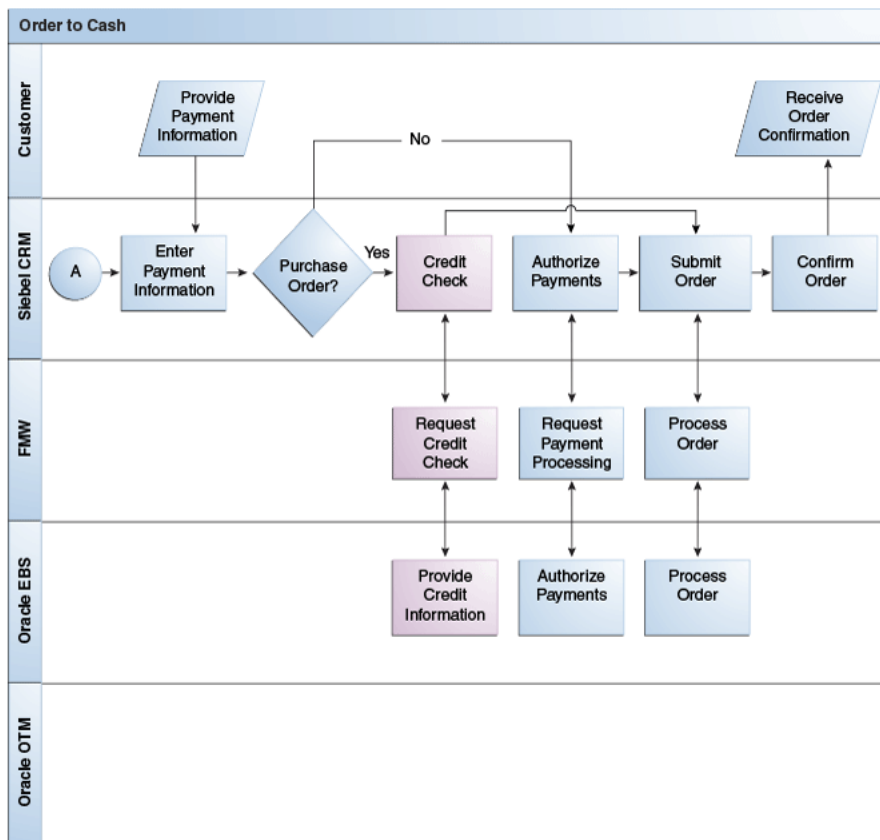 Order to Cash
Customer
Provide
Payment
Information
No
Receive
Order
Confirmation
Siebel CRM
A
Enter
Payment
Information
Purchase
Order?
Yes
Credit
Check
Authorize
Payments
Submit
Order
Confirm
Order
FMW
Request
Credit
Check
Request
Payment
Processing
Process
Order
Oracle EBS
Provide
Credit
Information
Authorize
Payments
Process
Order
Oracle OTM